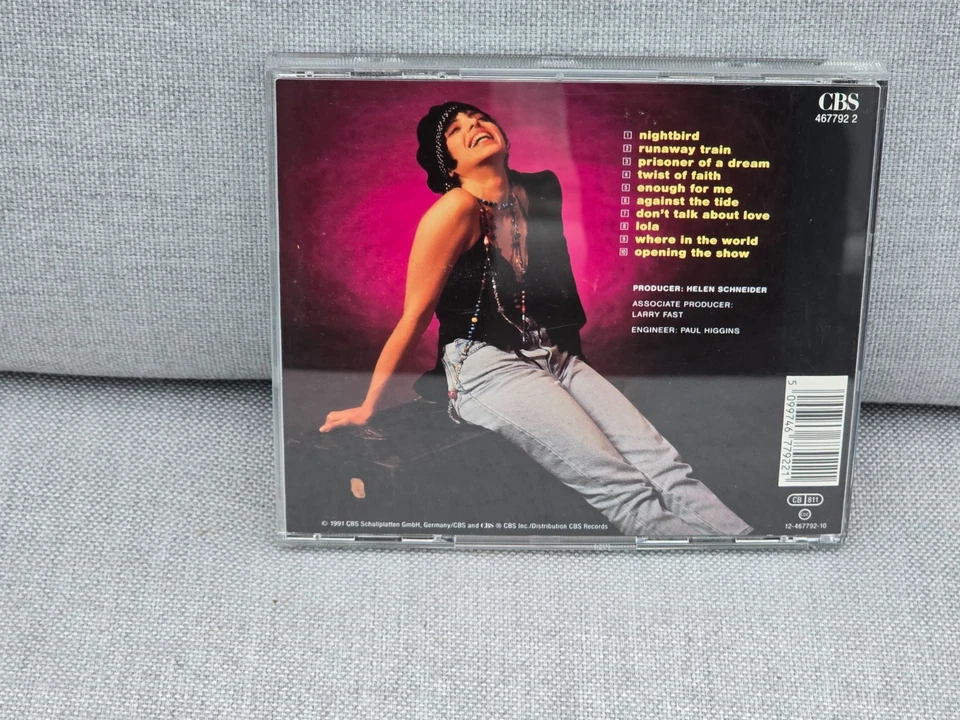 CBS
467792 2
1 nightbird
2 runaway train
3 prisoner of a dream
4 twist of faith
5 enough for me
6 against the tide
7 don't talk about love
8 lola
9 where in the world
10 opening the show
PRODUCER: HELEN SCHNEIDER
ASSOCIATE PRODUCER:
LARRY FAST
ENGINEER: PAUL HIGGINS
5 099746 779221
CB 811
12-467792-10
© 1991 CBS Schallplatten GmbH, Germany/CBS and CBS ® CBS Inc./Distribution CBS Records